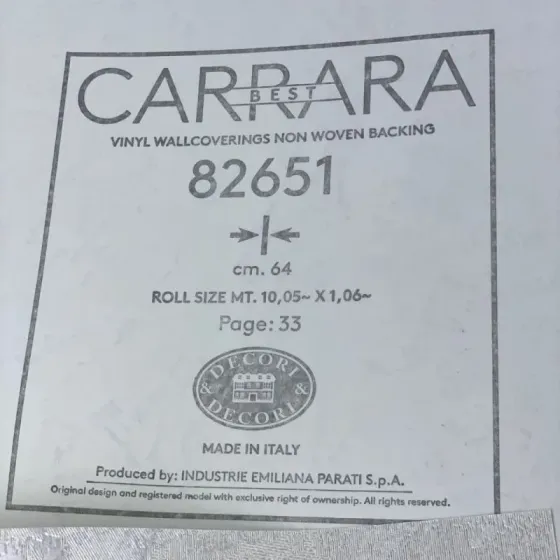 CARRARA
BEST
VINYL WALLCOVERINGS NON WOVEN BACKING
82651
cm. 64
ROLL SIZE MT. 10,05~ X 1,06~
Page: 33
DECORI
& &
DECORI
MADE IN ITALY
Produced by: INDUSTRIE EMILIANA PARATI S.p.A.
Original design and registered model with exclusive right of ownership. All rights reserved.